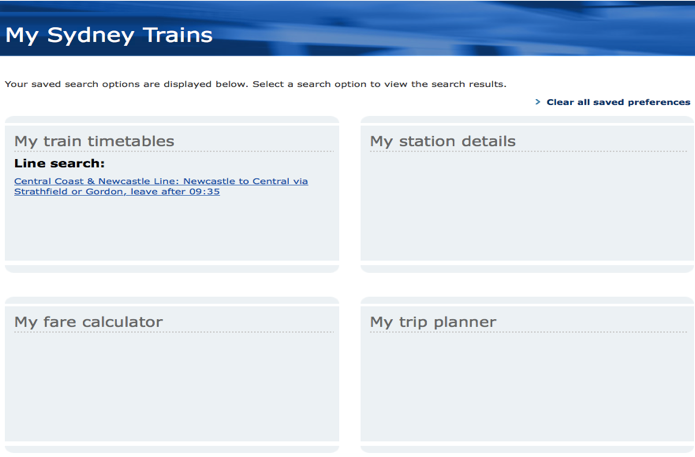 My Sydney Trains
Your saved search options are displayed below. Select a search option to view the search results.
> Clear all saved preferences
My train timetables
Line search:
Central Coast & Newcastle Line: Newcastle to Central via
Strathfield or Gordon, leave after 09:35
My station details
My fare calculator
My trip planner